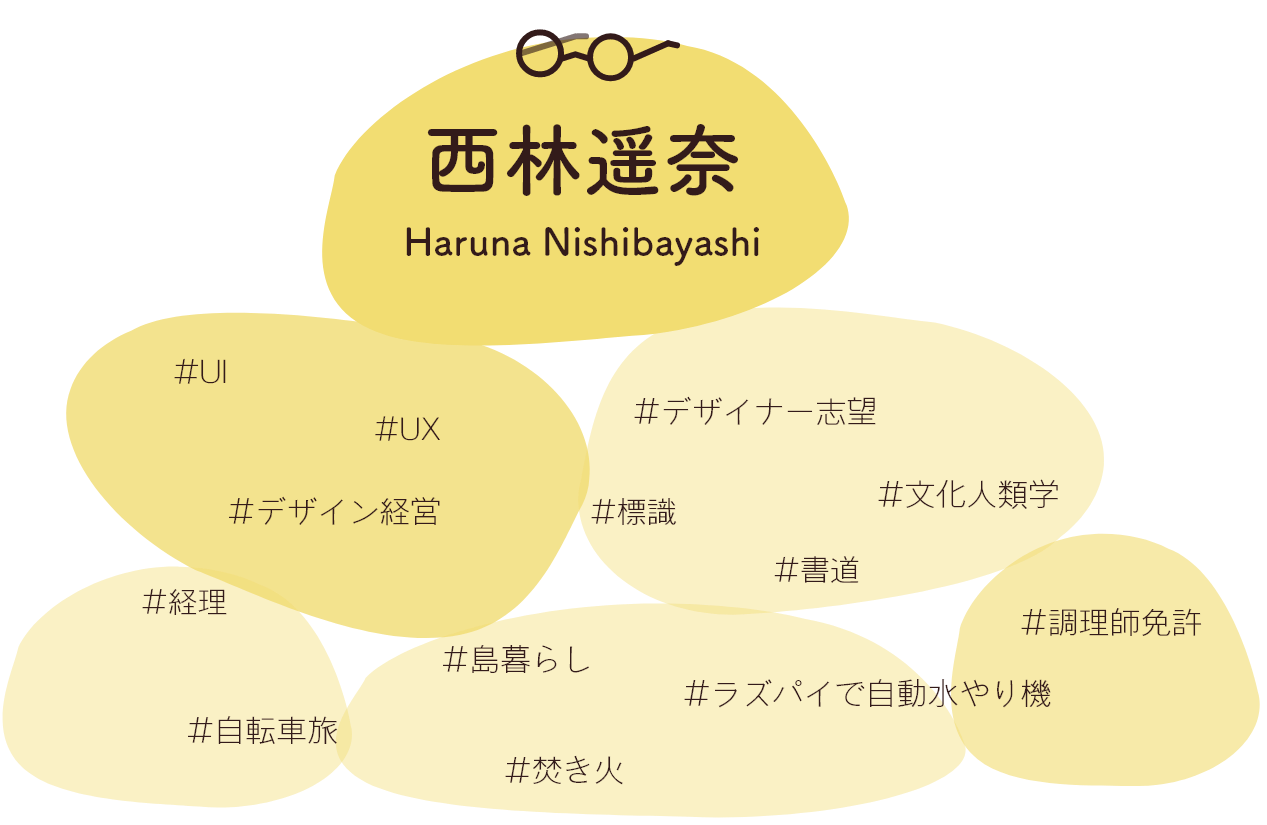 西林遥奈
Haruna Nishibayashi
#UI
#UX
#デザイン経営
#デザイナー志望
#文化人類学
#標識
#書道
#経理
#自転車旅
#島暮らし
#ラズパイで自動水やり機
#焚き火
#調理師免許